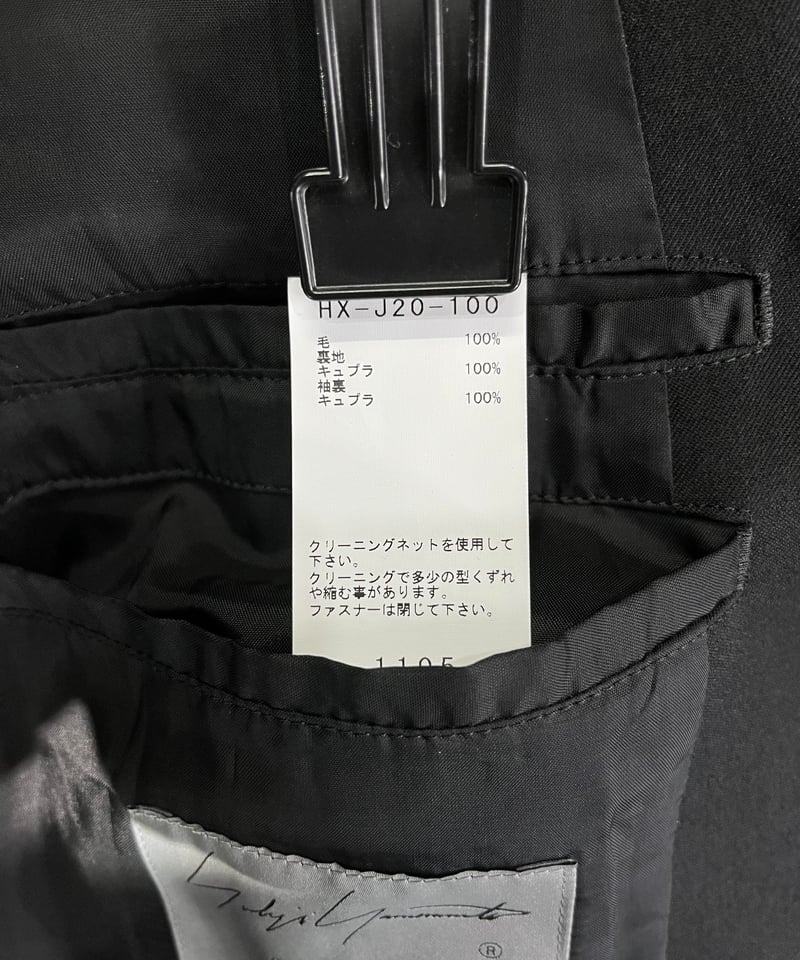 HX-J20-100
毛 100%
裏地
キュプラ 100%
袖裏
キュプラ 100%
クリーニングネットを使用して
下さい。
クリーニングで多少の型くずれ
や縮む事があります。
ファスナーは閉じて下さい。
1105
Yohji Yamamoto
®